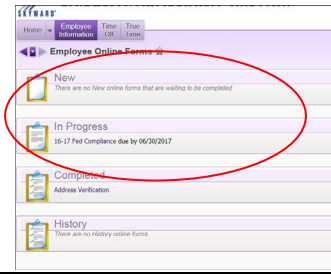 SKYWARD®
Home Employee Information Time Off True Time
Employee Online Forms
New
There are no New online forms that are waiting to be completed
In Progress
16-17 Fed Compliance due by 06/30/2017
Completed
Address Verification
History
There are no History online forms.